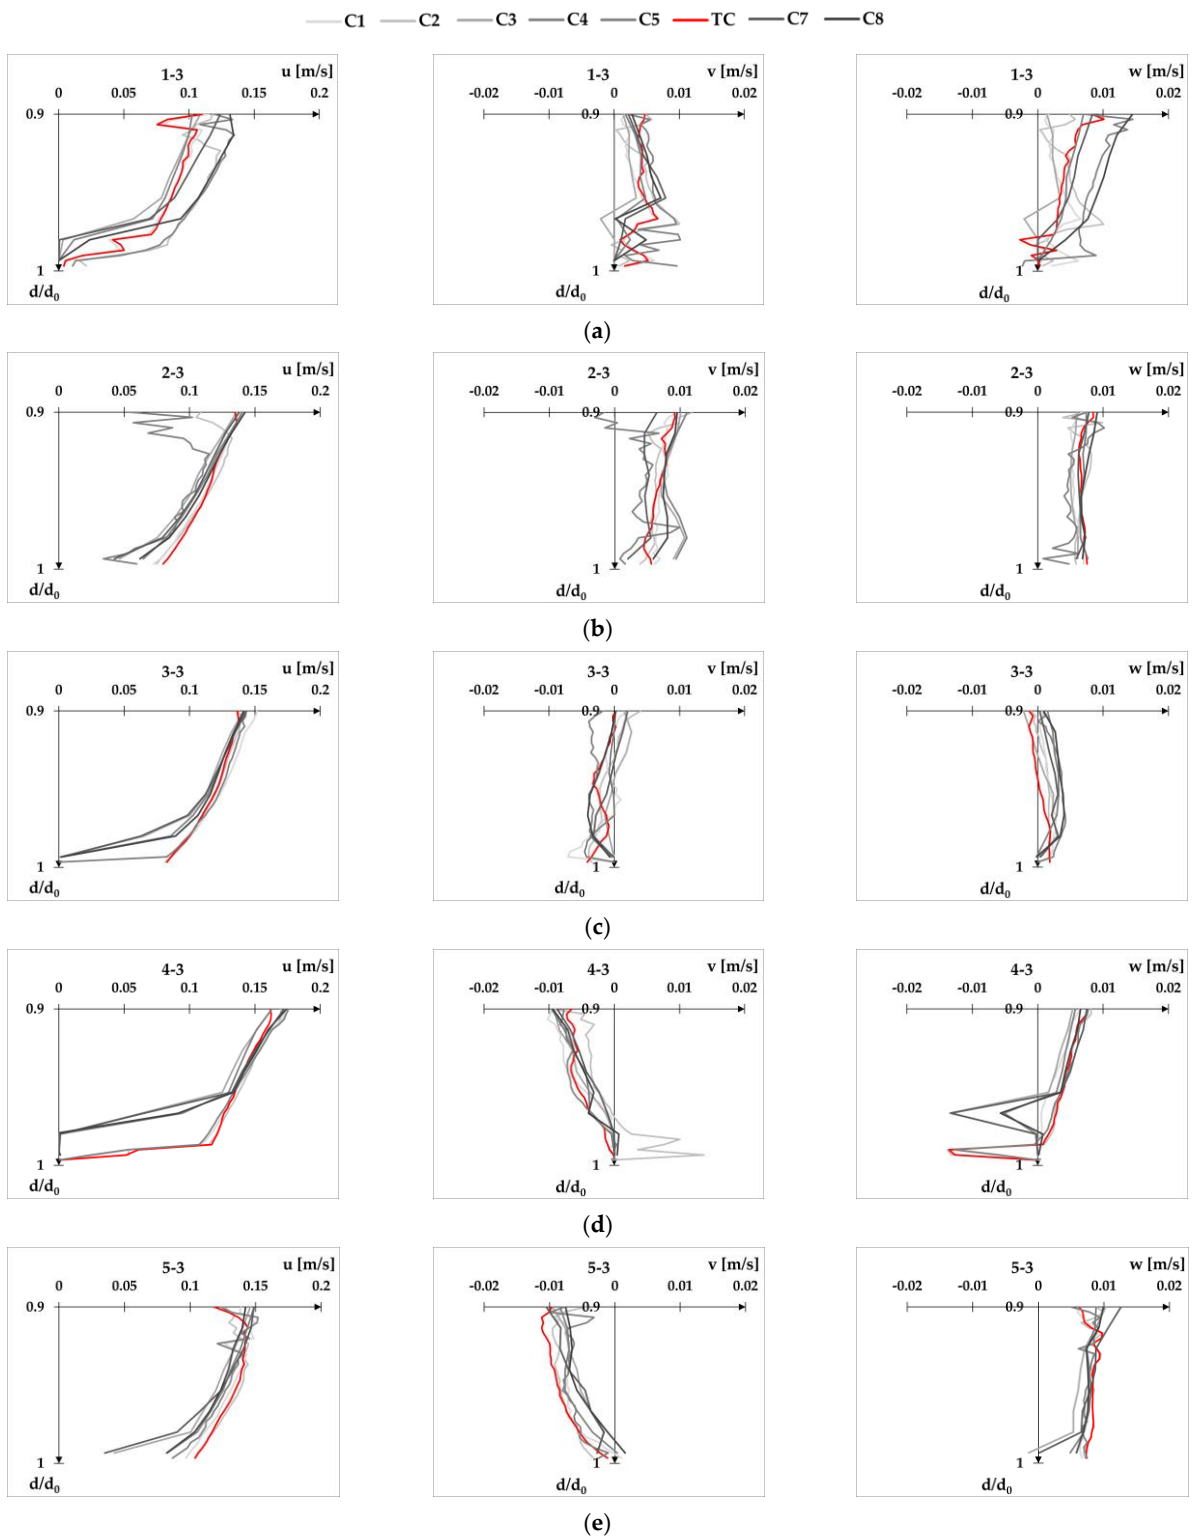 C1 C2 C3 C4 C5 TC C7 C8
1-3 u [m/s] 1-3 v [m/s] 1-3 w [m/s]
0 0.05 0.1 0.15 0.2 -0.02 -0.01 0 0.01 0.02 -0.02 -0.01 0 0.01 0.02
0.9 0.9 0.9
1 1 1
d/d0 d/d0 d/d0
(a)
2-3 u [m/s] 2-3 v [m/s] 2-3 w [m/s]
0 0.05 0.1 0.15 0.2 -0.02 -0.01 0 0.01 0.02 -0.02 -0.01 0 0.01 0.02
0.9 0.9 0.9
1 1 1
d/d0 d/d0 d/d0
(b)
3-3 u [m/s] 3-3 v [m/s] 3-3 w [m/s]
0 0.05 0.1 0.15 0.2 -0.02 -0.01 0 0.01 0.02 -0.02 -0.01 0 0.01 0.02
0.9 0.9 0.9
1 1 1
d/d0 d/d0 d/d0
(c)
4-3 u [m/s] 4-3 v [m/s] 4-3 w [m/s]
0 0.05 0.1 0.15 0.2 -0.02 -0.01 0 0.01 0.02 -0.02 -0.01 0 0.01 0.02
0.9 0.9 0.9
1 1 1
d/d0 d/d0 d/d0
(d)
5-3 u [m/s] 5-3 v [m/s] 5-3 w [m/s]
0 0.05 0.1 0.15 0.2 -0.02 -0.01 0 0.01 0.02 -0.02 -0.01 0 0.01 0.02
0.9 0.9 0.9
1 1 1
d/d0 d/d0 d/d0
(e)